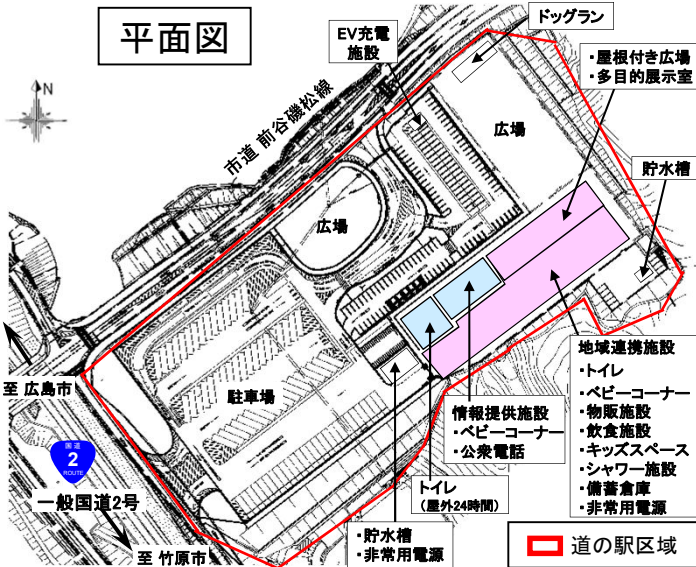 平面図
N
EV充電
施設
ドッグラン
・屋根付き広場
・多目的展示室
市道 前谷磯松線
広場
貯水槽
広場
至 広島市
駐車場
国道
2
ROUTE
一般国道2号
至 竹原市
情報提供施設
・ベビーコーナー
・公衆電話
トイレ
(屋外24時間)
・貯水槽
・非常用電源
地域連携施設
・トイレ
・ベビーコーナー
・物販施設
・飲食施設
・キッズスペース
・シャワー施設
・備蓄倉庫
・非常用電源
道の駅区域